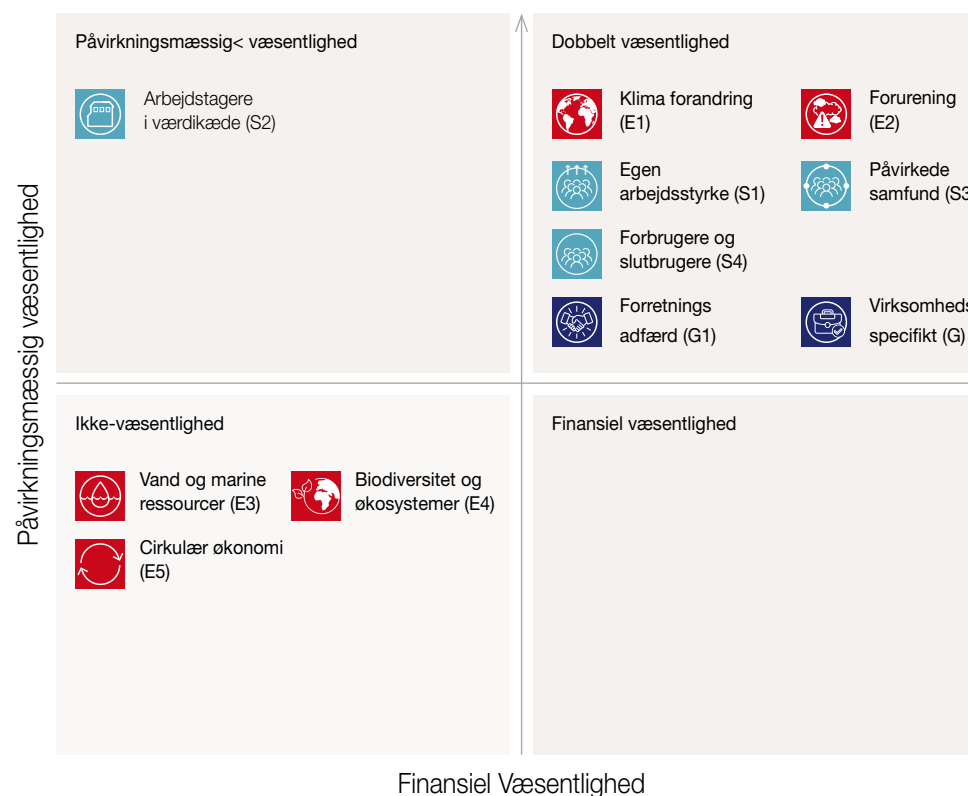 Påvirkningsmæssig< væsentlighed
Arbejdstagere
i værdikæde (S2)
Dobbelt væsentlighed
Klima forandring
(E1)
Forurening
(E2)
Egen
arbejdsstyrke (S1)
Påvirkede
samfund (S3
Forbrugere og
slutbrugere (S4)
Forretnings
adfærd (G1)
Virksomheds
specifikt (G)
Påvirkningsmæssig væsentlighed
Ikke-væsentlighed
Vand og marine
ressourcer (E3)
Biodiversitet og
økosystemer (E4)
Cirkulær økonomi
(E5)
Finansiel væsentlighed
Finansiel Væsentlighed